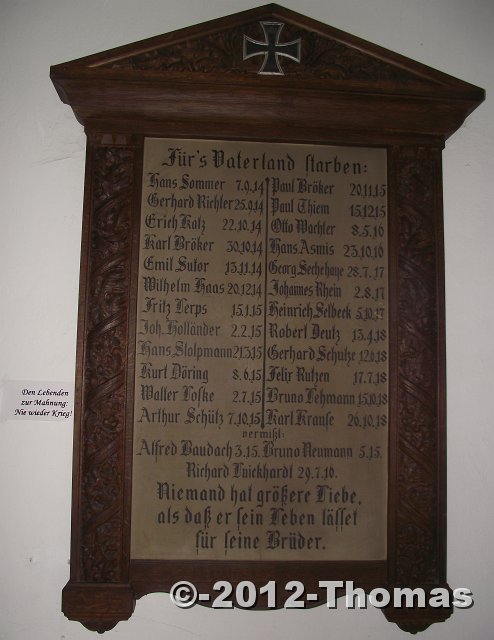 Für's Vaterland starben:
Hans Sommer 7.9.14
Gerhard Richter 25.9.14
Erich Katz 22.10.14
Karl Bröker 30.10.14
Emil Sutor 13.11.14
Wilhelm Haas 20.12.14
Fritz Lerps 15.1.15
Joh. Holländer 2.2.15
Hans Stolpmann 21.3.15
Kurt Döring 8.6.15
Walter Loske 2.7.15
Arthur Schütz 7.10.15
Paul Bröker 20.11.15
Paul Thiem 15.12.15
Otto Wachler 8.5.16
Hans Asmis 23.10.16
Georg Sechehaye 28.7.17
Johannes Rhein 2.8.17
Heinrich Selbeck 5.10.17
Robert Deutz 13.4.18
Gerhard Schulze 12.6.18
Felix Rutzen 17.7.18
Bruno Lehmann 15.10.18
Karl Krause 26.10.18
vermißt:
Alfred Baudach 3.15. Bruno Neumann 5.15.
Richard Luickhardt 29.7.16.
Niemand hat größere Liebe,
als daß er sein Leben lässet
für seine Brüder.
Den Lebenden
zur Mahnung:
Nie wieder Krieg!
©-2012-Thomas